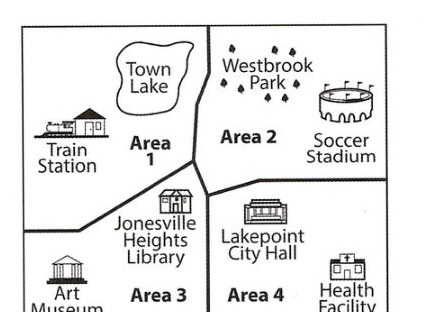 Town
Lake
Westbrook
Park
Train
Station
Area
1
Area 2
Soccer
Stadium
Jonesville
Heights
Library
Lakepoint
City Hall
Art
Museum
Area 3
Area 4
Health
Facility